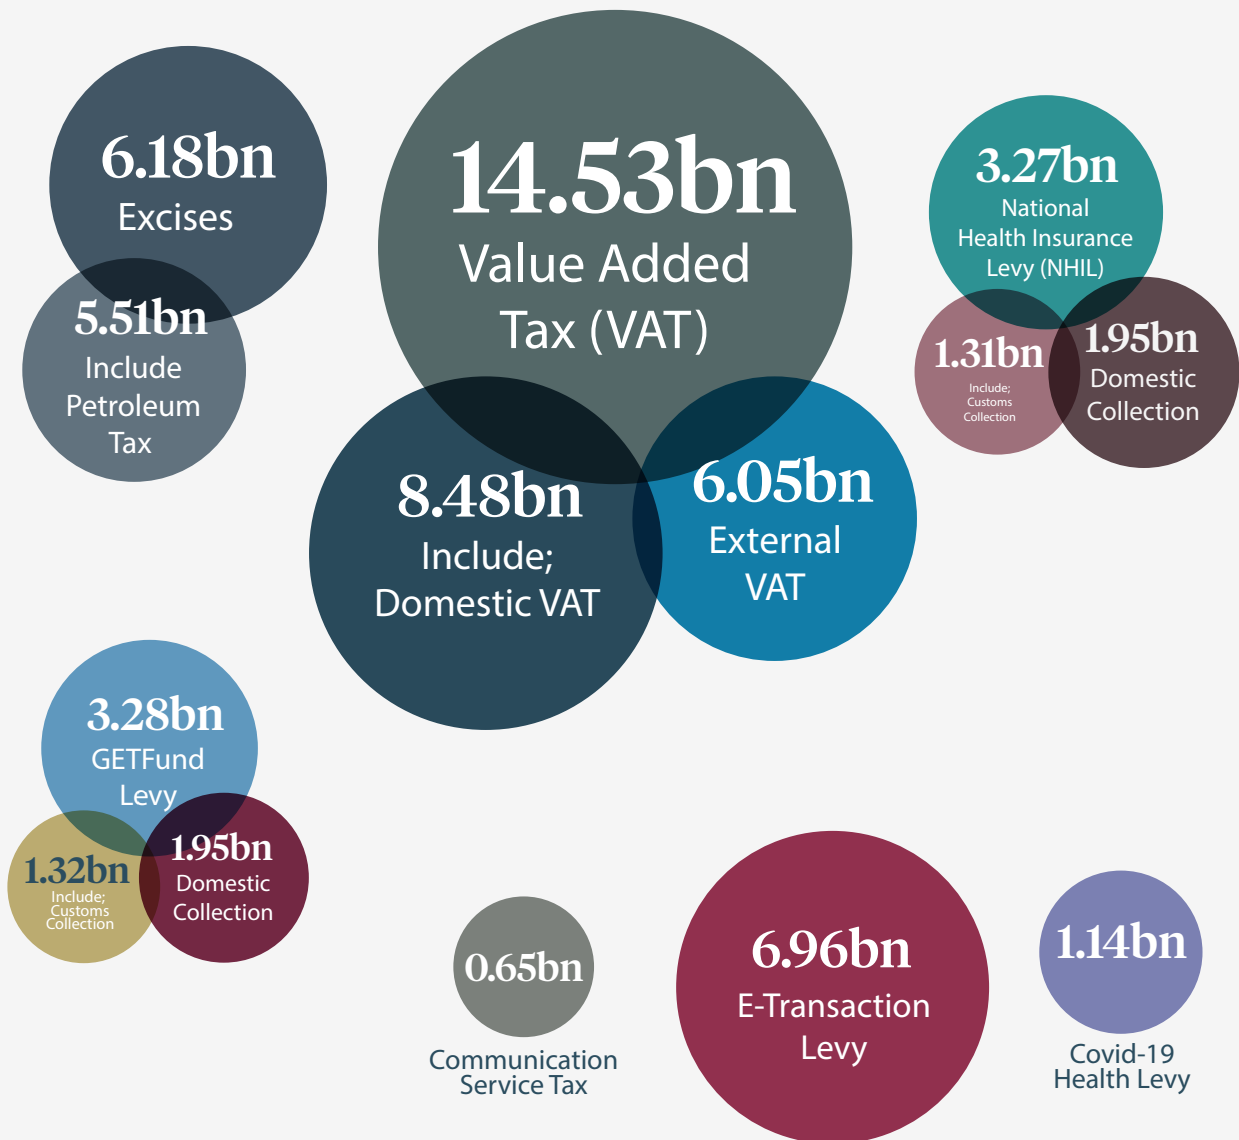 6.18bn
Excises
5.51bn
Include
Petroleum
Tax
14.53bn
Value Added
Tax (VAT)
8.48bn
Include;
Domestic VAT
6.05bn
External
VAT
3.27bn
National
Health Insurance
Levy (NHIL)
1.31bn
Include;
Customs
Collection
1.95bn
Domestic
Collection
3.28bn
GETFund
Levy
1.32bn
Include;
Customs
Collection
1.95bn
Domestic
Collection
0.65bn
Communication
Service Tax
6.96bn
E-Transaction
Levy
1.14bn
Covid-19
Health Levy